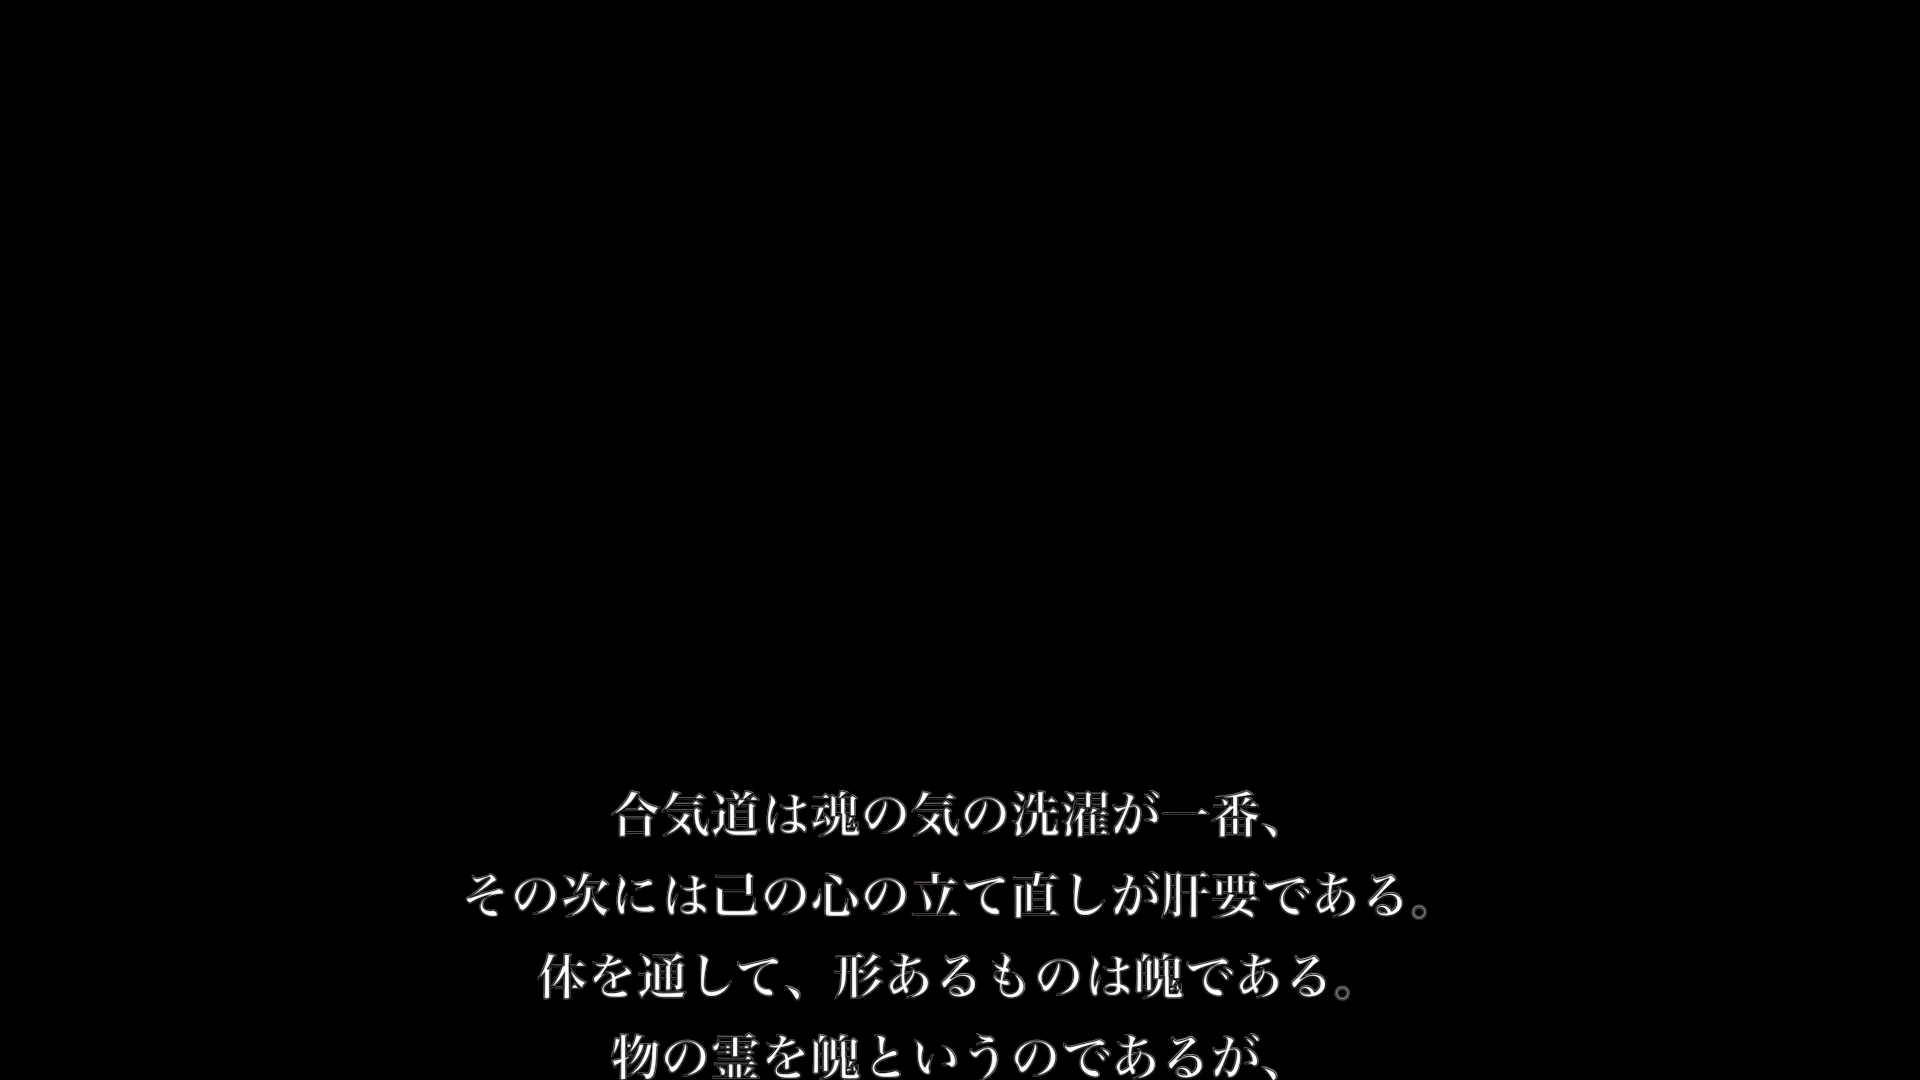 合気道は魂の気の洗濯が一番、
その次には己の心の立て直しが肝要である。
体を通して、形あるものは魄である。
物の霊を魄というのであるが、